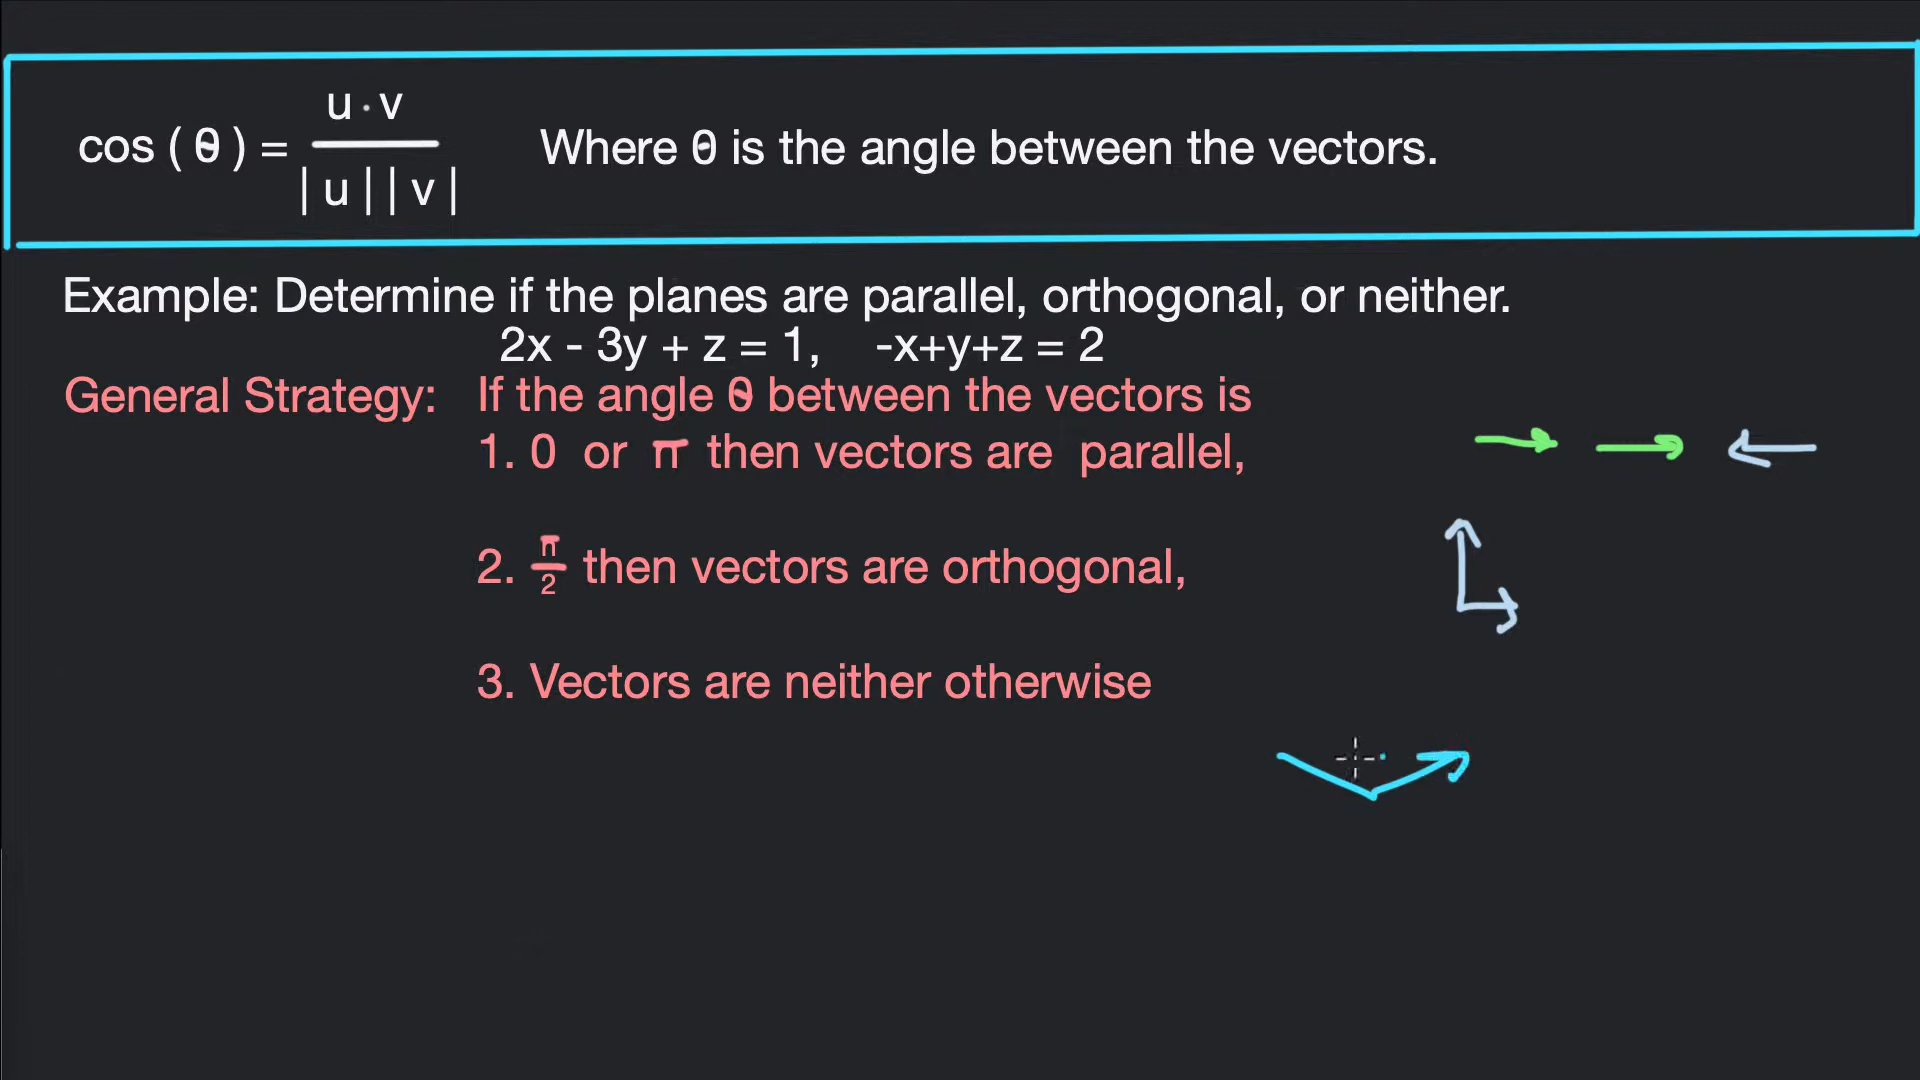 cos(θ) = u·v / |u||v| Where θ is the angle between the vectors.
Example: Determine if the planes are parallel, orthogonal, or neither.
2x - 3y + z = 1, -x+y+z = 2
General Strategy: If the angle θ between the vectors is
1. 0 or π then vectors are parallel,
2. π/2 then vectors are orthogonal,
3. Vectors are neither otherwise